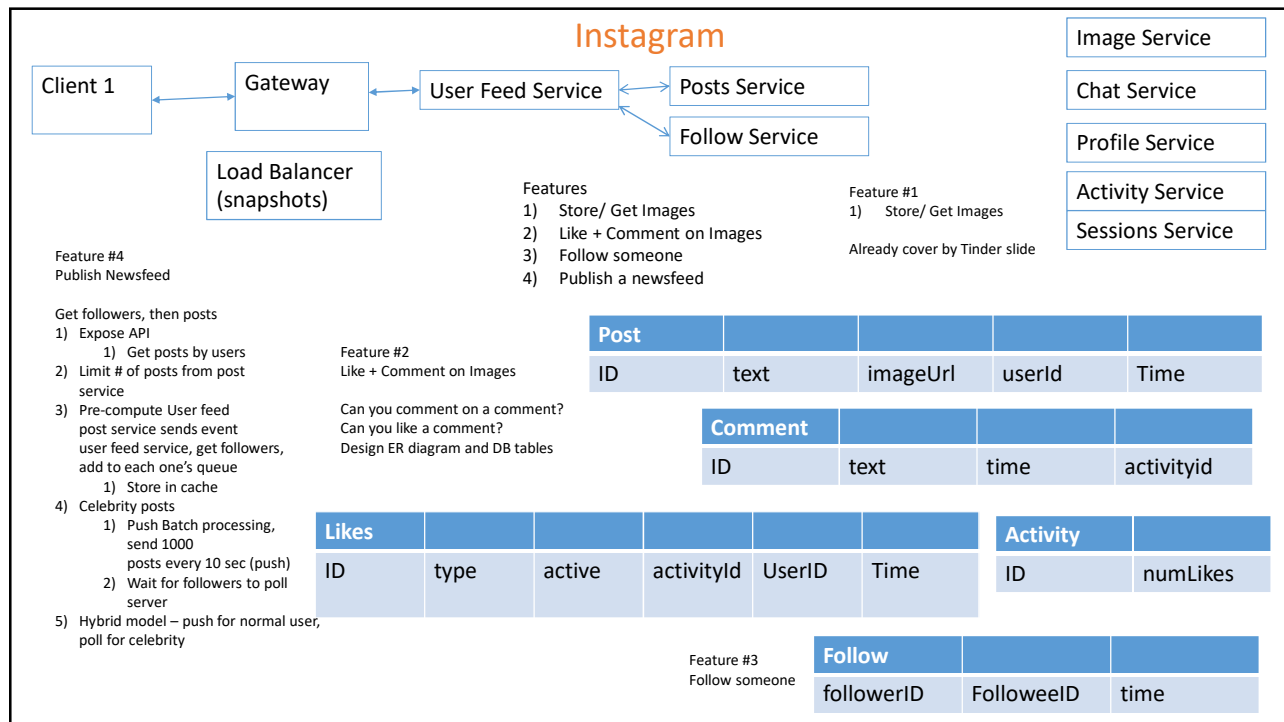 Instagram
Client 1
Gateway
User Feed Service
Posts Service
Follow Service
Load Balancer
(snapshots)
Image Service
Chat Service
Profile Service
Activity Service
Sessions Service
Features
1) Store/ Get Images
2) Like + Comment on Images
3) Follow someone
4) Publish a newsfeed
Feature #1
1) Store/ Get Images
Already cover by Tinder slide
Feature #4
Publish Newsfeed
Get followers, then posts
1) Expose API
1) Get posts by users
2) Limit # of posts from post
service
3) Pre-compute User feed
post service sends event
user feed service, get followers,
add to each one’s queue
1) Store in cache
4) Celebrity posts
1) Push Batch processing,
send 1000
posts every 10 sec (push)
2) Wait for followers to poll
server
5) Hybrid model – push for normal user,
poll for celebrity
Feature #2
Like + Comment on Images
Can you comment on a comment?
Can you like a comment?
Design ER diagram and DB tables
Post
ID text imageUrl userId Time
Comment
ID text time activityid
Likes
ID type active activityId UserID Time
Activity
ID numLikes
Feature #3
Follow someone
Follow
followerID FolloweeID time